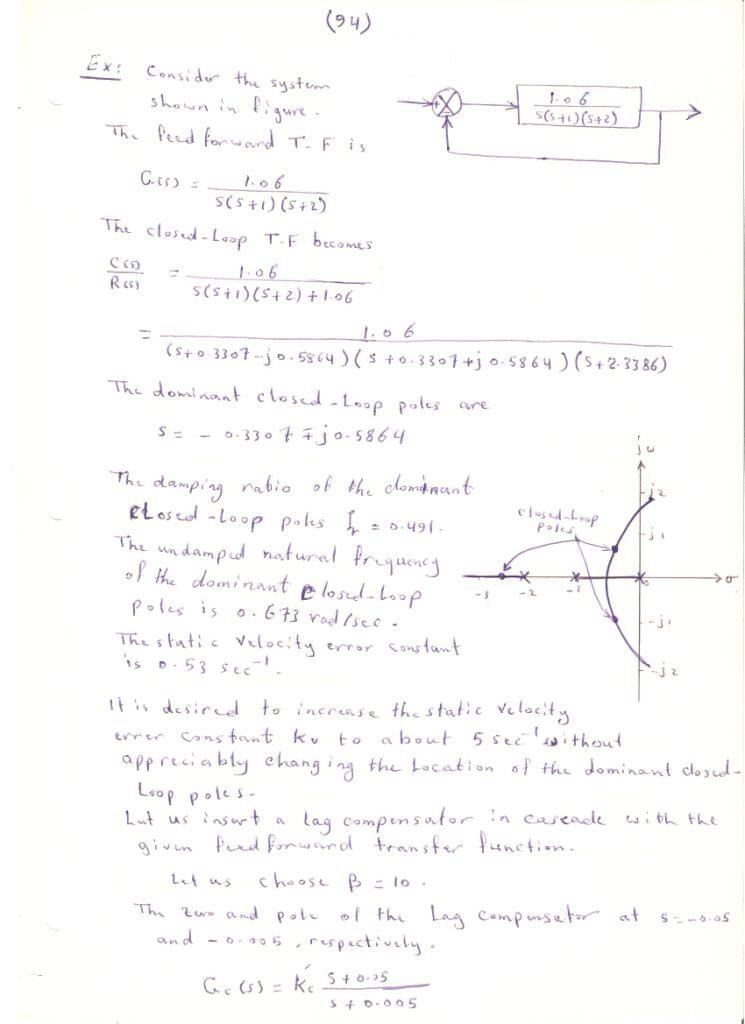 (94)
Ex: Consider the system
shown in figure.
The feed forward T.F is
1.06
S(S+1)(S+2)
G(s) = 1.06 / S(S+1)(S+2)
The closed-Loop T.F becomes
C(s) / R(s) = 1.06 / S(S+1)(S+2)+1.06
= 1.06 / (S+0.3307-j0.5864)(S+0.3307+j0.5864)(S+2.3386)
The dominant closed-Loop poles are
S = - 0.3307 ∓ j0.5864
jω
The damping ratio of the dominant
closed-Loop poles ζ = 0.491.
The undamped natural frequency
of the dominant closed-Loop
poles is 0.673 rad/sec.
The static velocity error constant
is 0.53 sec⁻¹.
closed-Loop
poles
j2
j1
-3 -2 -1 0 σ
-j1
-j2
It is desired to increase the static velocity
error constant Kv to about 5 sec⁻¹ without
appreciably changing the Location of the dominant closed-
Loop poles.
Let us insert a lag compensator in cascade with the
given feed forward transfer function.
Let us choose β = 10.
The zero and pole of the Lag compensator at S = -0.05
and -0.005, respectively.
Gc(s) = Ḱc S+0.05 / S+0.005